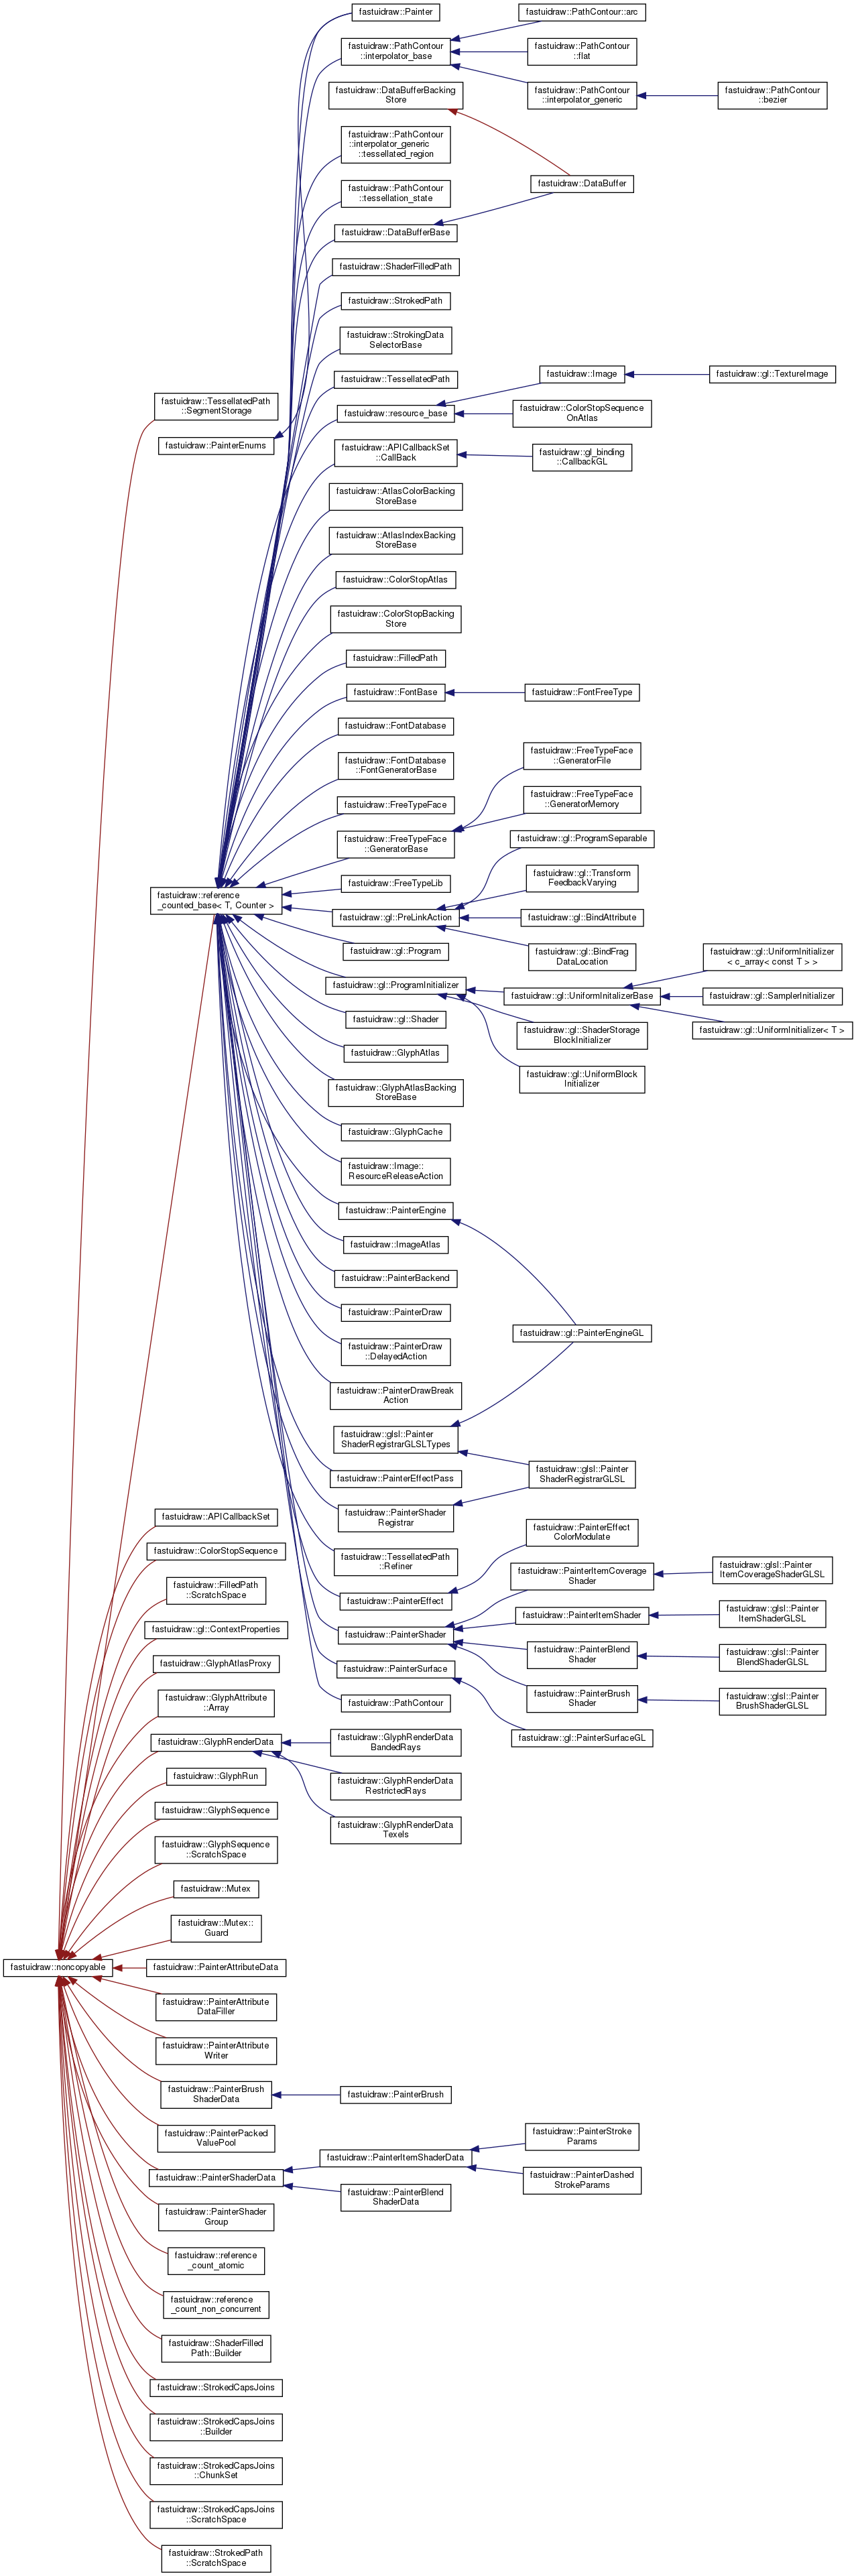 fastuidraw::Painter
fastuidraw::PathContour::arc
fastuidraw::PathContour
::interpolator_base
fastuidraw::PathContour
::flat
fastuidraw::DataBufferBacking
Store
fastuidraw::PathContour
::interpolator_generic
fastuidraw::PathContour
::bezier
fastuidraw::PathContour
::interpolator_generic
::tessellated_region
fastuidraw::DataBuffer
fastuidraw::PathContour
::tessellation_state
fastuidraw::DataBufferBase
fastuidraw::ShaderFilledPath
fastuidraw::StrokedPath
fastuidraw::StrokingData
SelectorBase
fastuidraw::TessellatedPath
fastuidraw::Image
fastuidraw::gl::TextureImage
fastuidraw::TessellatedPath
::SegmentStorage
fastuidraw::resource_base
fastuidraw::ColorStopSequence
OnAtlas
fastuidraw::PainterEnums
fastuidraw::APICallbackSet
::CallBack
fastuidraw::gl_binding
::CallbackGL
fastuidraw::AtlasColorBacking
StoreBase
fastuidraw::AtlasIndexBacking
StoreBase
fastuidraw::ColorStopAtlas
fastuidraw::ColorStopBacking
Store
fastuidraw::FilledPath
fastuidraw::FontBase
fastuidraw::FontFreeType
fastuidraw::FontDatabase
fastuidraw::FontDatabase
::FontGeneratorBase
fastuidraw::FreeTypeFace
::GeneratorFile
fastuidraw::FreeTypeFace
fastuidraw::FreeTypeFace
::GeneratorMemory
fastuidraw::FreeTypeFace
::GeneratorBase
fastuidraw::gl::ProgramSeparable
fastuidraw::FreeTypeLib
fastuidraw::gl::Transform
FeedbackVarying
fastuidraw::reference
_counted_base< T, Counter >
fastuidraw::gl::PreLinkAction
fastuidraw::gl::BindAttribute
fastuidraw::gl::Program
fastuidraw::gl::BindFrag
DataLocation
fastuidraw::gl::UniformInitializer
< c_array< const T > >
fastuidraw::gl::ProgramInitializer
fastuidraw::gl::UniformInitalizerBase
fastuidraw::gl::SamplerInitializer
fastuidraw::gl::Shader
fastuidraw::gl::ShaderStorage
BlockInitializer
fastuidraw::gl::UniformInitializer< T >
fastuidraw::GlyphAtlas
fastuidraw::gl::UniformBlock
Initializer
fastuidraw::GlyphAtlasBacking
StoreBase
fastuidraw::GlyphCache
fastuidraw::Image::
ResourceReleaseAction
fastuidraw::PainterEngine
fastuidraw::ImageAtlas
fastuidraw::PainterBackend
fastuidraw::PainterDraw
fastuidraw::gl::PainterEngineGL
fastuidraw::PainterDraw
::DelayedAction
fastuidraw::PainterDrawBreak
Action
fastuidraw::glsl::Painter
ShaderRegistrarGLSLTypes
fastuidraw::PainterEffectPass
fastuidraw::glsl::Painter
ShaderRegistrarGLSL
fastuidraw::APICallbackSet
fastuidraw::PainterShader
Registrar
fastuidraw::PainterEffect
ColorModulate
fastuidraw::ColorStopSequence
fastuidraw::TessellatedPath
::Refiner
fastuidraw::PainterItemCoverage
Shader
fastuidraw::glsl::Painter
ItemCoverageShaderGLSL
fastuidraw::FilledPath
::ScratchSpace
fastuidraw::PainterEffect
fastuidraw::PainterItemShader
fastuidraw::glsl::Painter
ItemShaderGLSL
fastuidraw::gl::ContextProperties
fastuidraw::PainterShader
fastuidraw::PainterBlend
Shader
fastuidraw::glsl::Painter
BlendShaderGLSL
fastuidraw::GlyphAtlasProxy
fastuidraw::PainterSurface
fastuidraw::PainterBrush
Shader
fastuidraw::glsl::Painter
BrushShaderGLSL
fastuidraw::GlyphAttribute
::Array
fastuidraw::PathContour
fastuidraw::gl::PainterSurfaceGL
fastuidraw::GlyphRenderData
fastuidraw::GlyphRenderData
BandedRays
fastuidraw::GlyphRun
fastuidraw::GlyphRenderData
RestrictedRays
fastuidraw::GlyphSequence
fastuidraw::GlyphRenderData
Texels
fastuidraw::GlyphSequence
::ScratchSpace
fastuidraw::Mutex
fastuidraw::Mutex::
Guard
fastuidraw::noncopyable
fastuidraw::PainterAttributeData
fastuidraw::PainterAttribute
DataFiller
fastuidraw::PainterAttribute
Writer
fastuidraw::PainterBrush
ShaderData
fastuidraw::PainterBrush
fastuidraw::PainterPacked
ValuePool
fastuidraw::PainterStroke
Params
fastuidraw::PainterItemShaderData
fastuidraw::PainterShaderData
fastuidraw::PainterDashed
StrokeParams
fastuidraw::PainterBlend
ShaderData
fastuidraw::PainterShader
Group
fastuidraw::reference
_count_atomic
fastuidraw::reference
_count_non_concurrent
fastuidraw::ShaderFilled
Path::Builder
fastuidraw::StrokedCapsJoins
fastuidraw::StrokedCapsJoins
::Builder
fastuidraw::StrokedCapsJoins
::ChunkSet
fastuidraw::StrokedCapsJoins
::ScratchSpace
fastuidraw::StrokedPath
::ScratchSpace